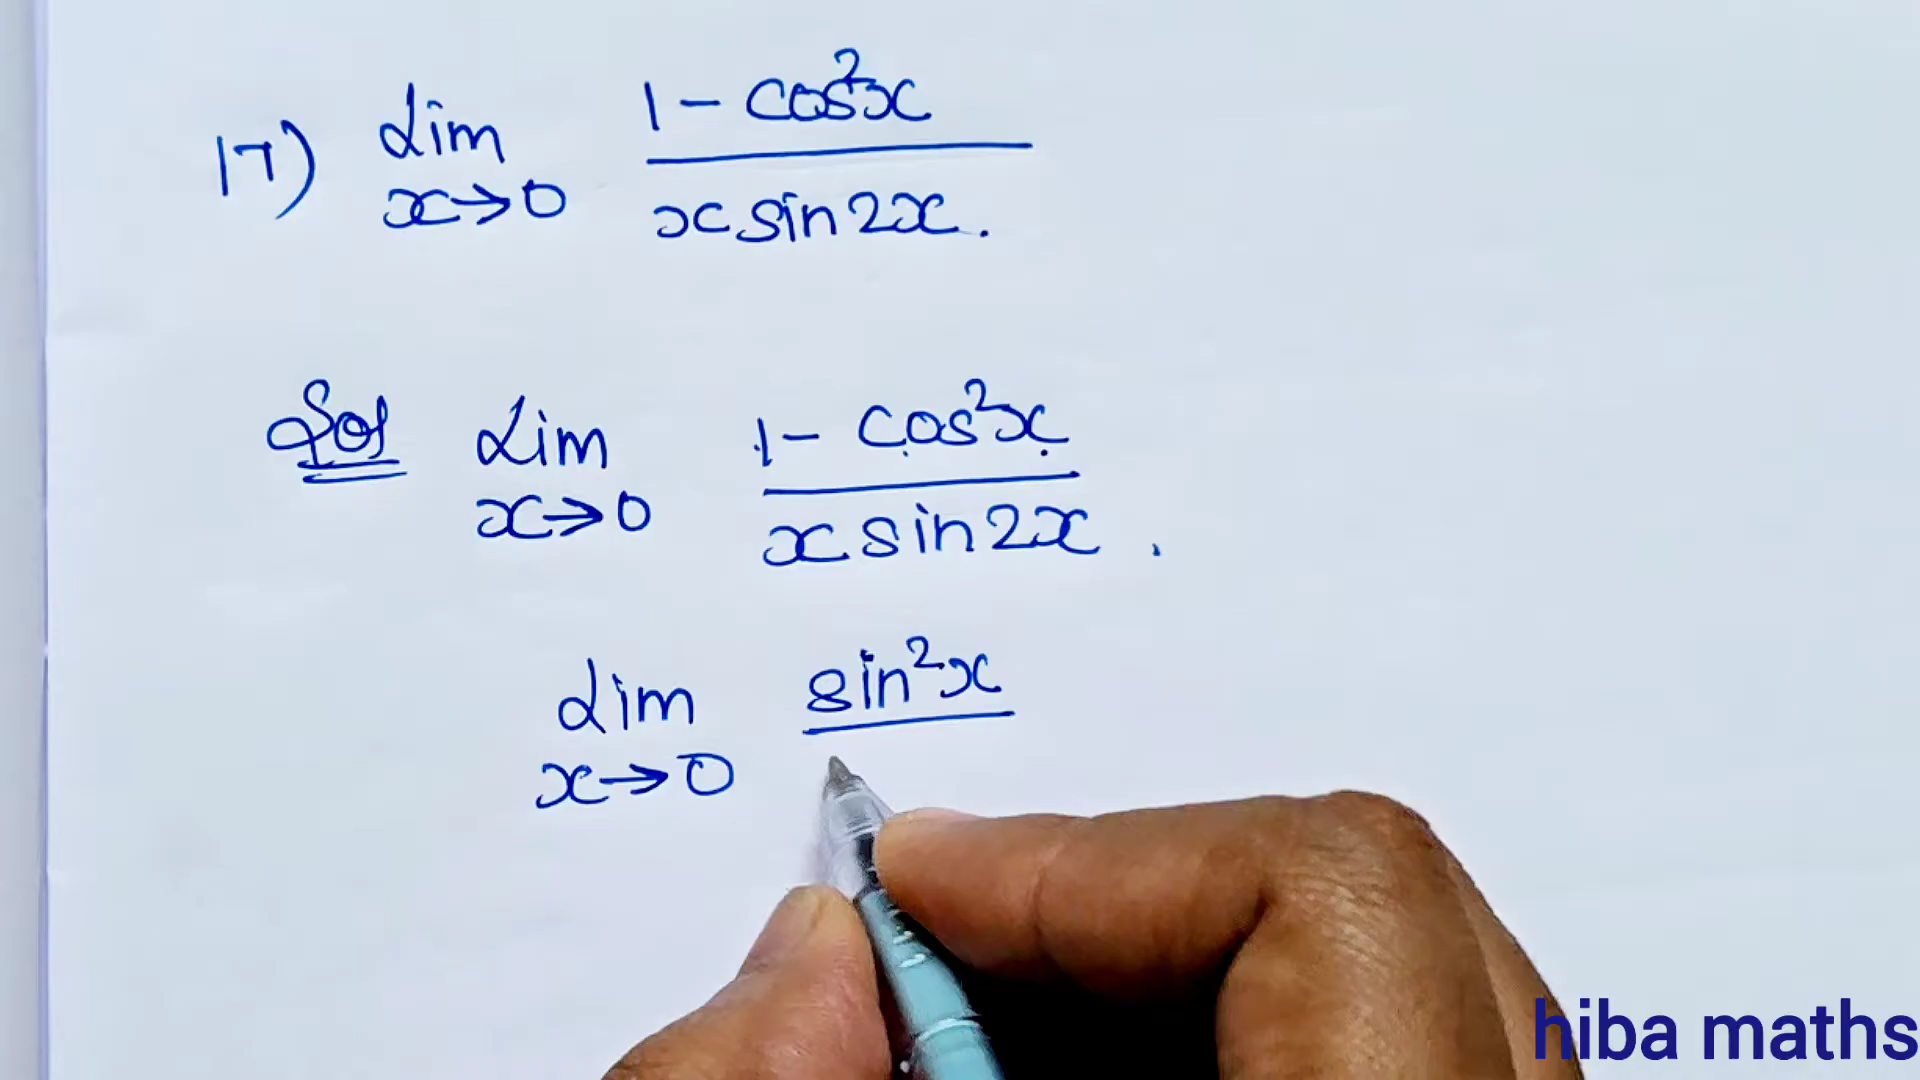 17) Lim x→0 1 - cos²x / x sin 2x.
Sol Lim x→0 1 - cos²x / x sin 2x .
Lim x→0 sin²x
hiba maths